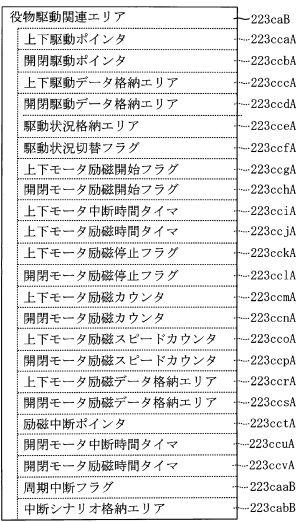 役物駆動関連エリア 223caB
上下駆動ポインタ 223ccaA
開閉駆動ポインタ 223ccbA
上下駆動データ格納エリア 223cccA
開閉駆動データ格納エリア 223ccdA
駆動状況格納エリア 223cceA
駆動状況切替フラグ 223ccfA
上下モータ励磁開始フラグ 223ccgA
開閉モータ励磁開始フラグ 223cchA
上下モータ中断時間タイマ 223cciA
上下モータ励磁時間タイマ 223ccjA
上下モータ励磁停止フラグ 223cckA
開閉モータ励磁停止フラグ 223cclA
上下モータ励磁カウンタ 223ccmA
開閉モータ励磁カウンタ 223ccnA
上下モータ励磁スピードカウンタ 223ccoA
開閉モータ励磁スピードカウンタ 223ccpA
上下モータ励磁データ格納エリア 223ccrA
開閉モータ励磁データ格納エリア 223ccsA
励磁中断ポインタ 223cctA
開閉モータ中断時間タイマ 223ccuA
開閉モータ励磁時間タイマ 223ccvA
周期中断フラグ 223caaB
中断シナリオ格納エリア 223cabB